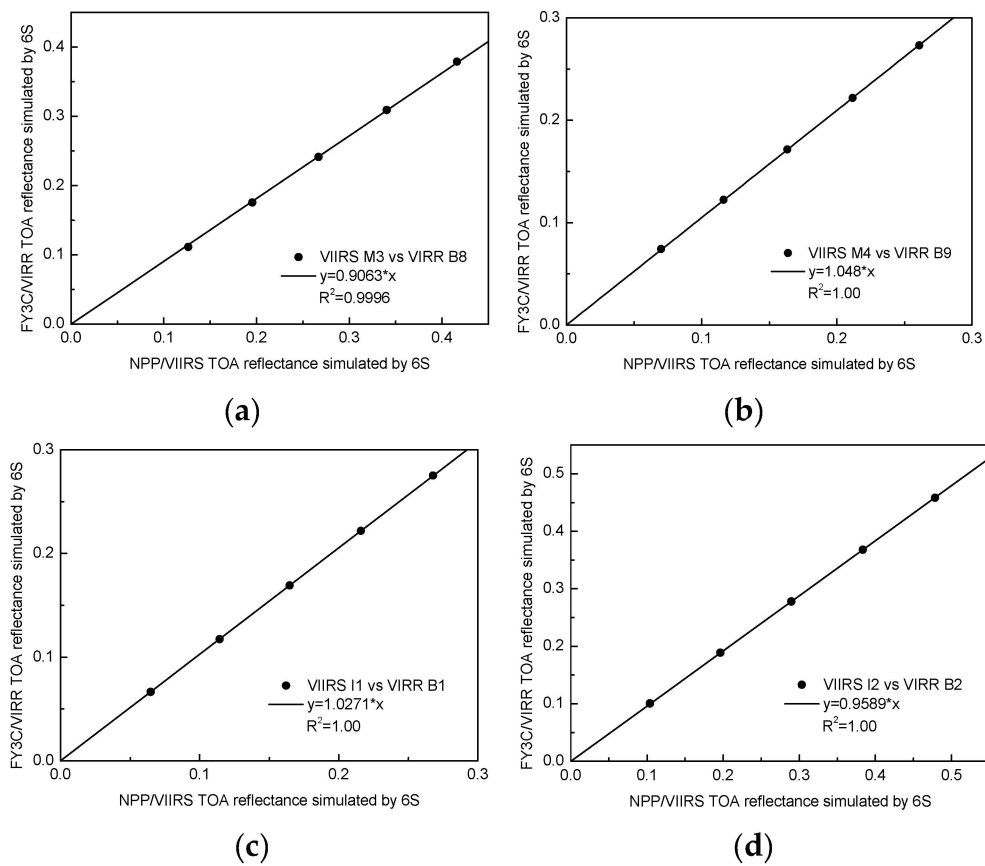 FY3C/VIRR TOA reflectance simulated by 6S
0.4
0.3
0.2
0.1
0.0
0.0 0.1 0.2 0.3 0.4
VIIRS M3 vs VIRR B8
y=0.9063*x
R²=0.9996
NPP/VIIRS TOA reflectance simulated by 6S
(a)
FY3C/VIRR TOA reflectance simulated by 6S
0.3
0.2
0.1
0.0
0.0 0.1 0.2 0.3
VIIRS M4 vs VIRR B9
y=1.048*x
R²=1.00
NPP/VIIRS TOA reflectance simulated by 6S
(b)
FY3C/VIRR TOA reflectance simulated by 6S
0.3
0.2
0.1
0.0
0.0 0.1 0.2 0.3
VIIRS I1 vs VIRR B1
y=1.0271*x
R²=1.00
NPP/VIIRS TOA reflectance simulated by 6S
(c)
FY3C/VIRR TOA reflectance simulated by 6S
0.5
0.4
0.3
0.2
0.1
0.0
0.0 0.1 0.2 0.3 0.4 0.5
VIIRS I2 vs VIRR B2
y=0.9589*x
R²=1.00
NPP/VIIRS TOA reflectance simulated by 6S
(d)